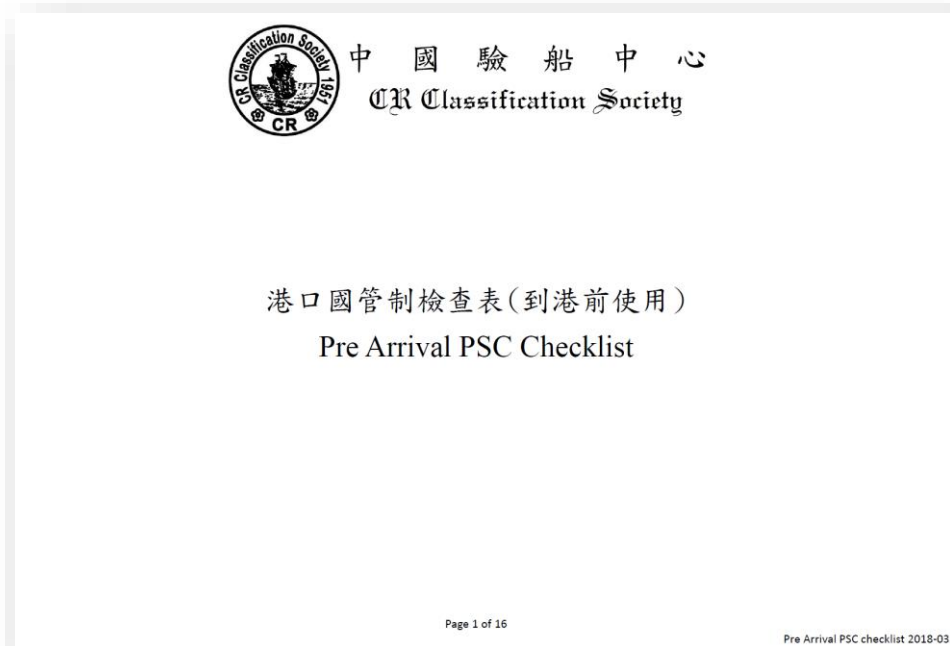 CR Classification Society 1951
CR
中國驗船中心
CR Classification Society
港口國管制檢查表(到港前使用)
Pre Arrival PSC Checklist
Page 1 of 16
Pre Arrival PSC checklist 2018-03